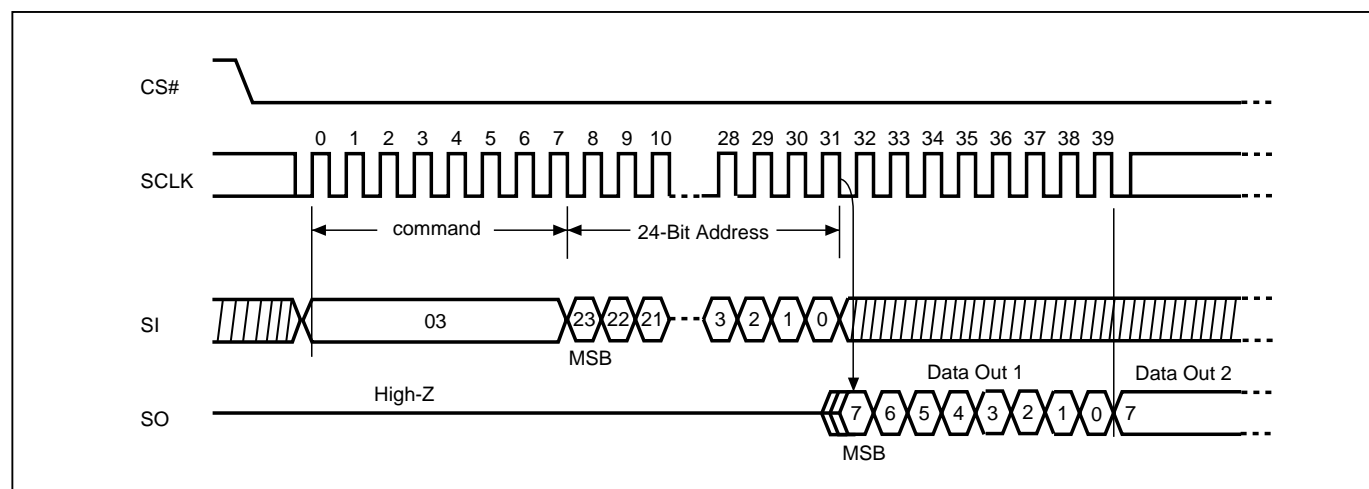 CS#
0 1 2 3 4 5 6 7 8 9 10 28 29 30 31 32 33 34 35 36 37 38 39
SCLK
command 24-Bit Address
SI 03 23 22 21 3 2 1 0
MSB
Data Out 1 Data Out 2
High-Z
SO 7 6 5 4 3 2 1 0 7
MSB